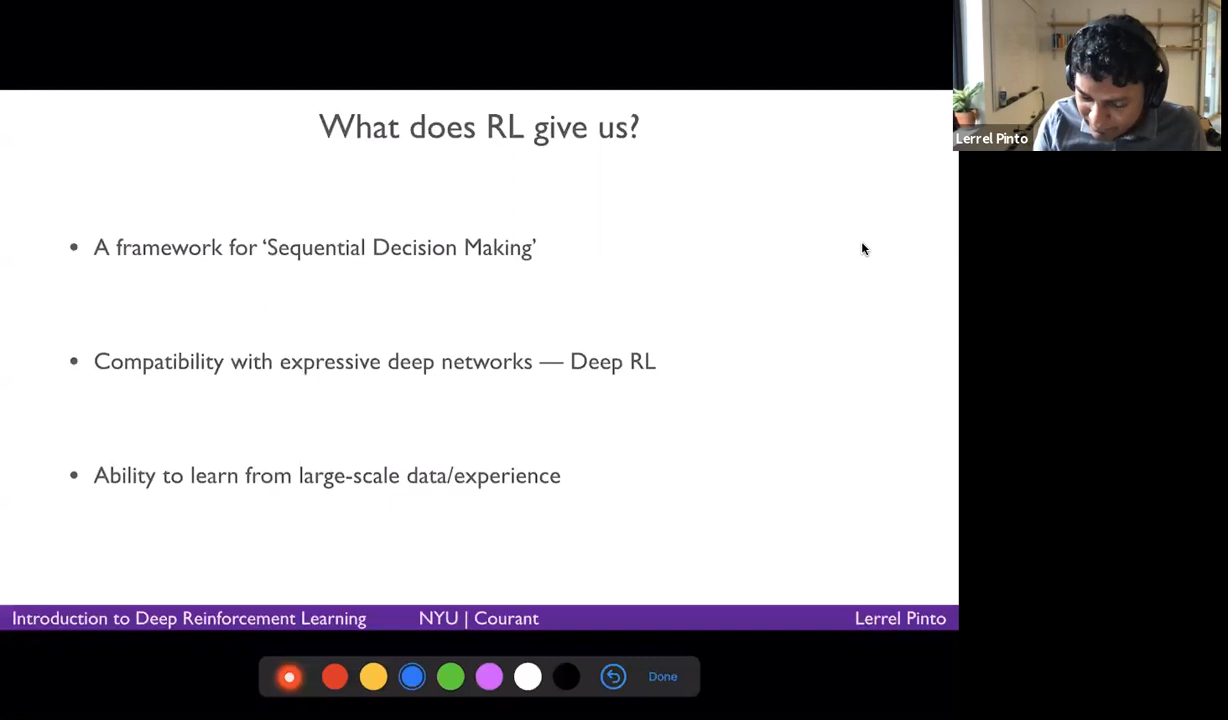 What does RL give us?
Lerrel Pinto
• A framework for ‘Sequential Decision Making’
• Compatibility with expressive deep networks — Deep RL
• Ability to learn from large-scale data/experience
Introduction to Deep Reinforcement Learning NYU | Courant Lerrel Pinto
Done